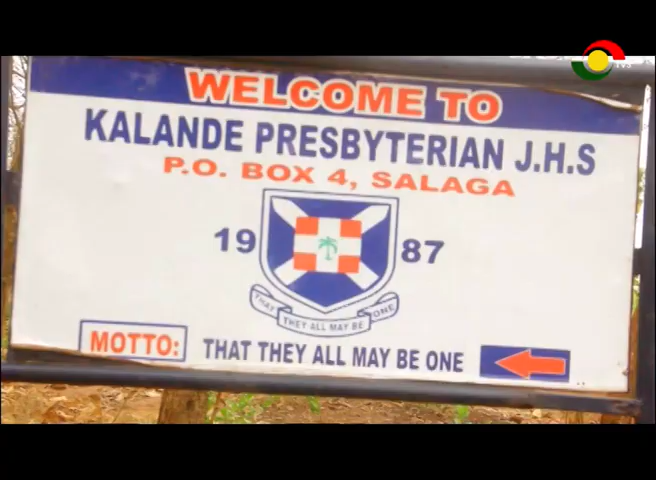 WELCOME TO
KALANDE PRESBYTERIAN J.H.S
P.O. BOX 4, SALAGA
19 87
THAT THEY ALL MAY BE ONE
MOTTO: THAT THEY ALL MAY BE ONE